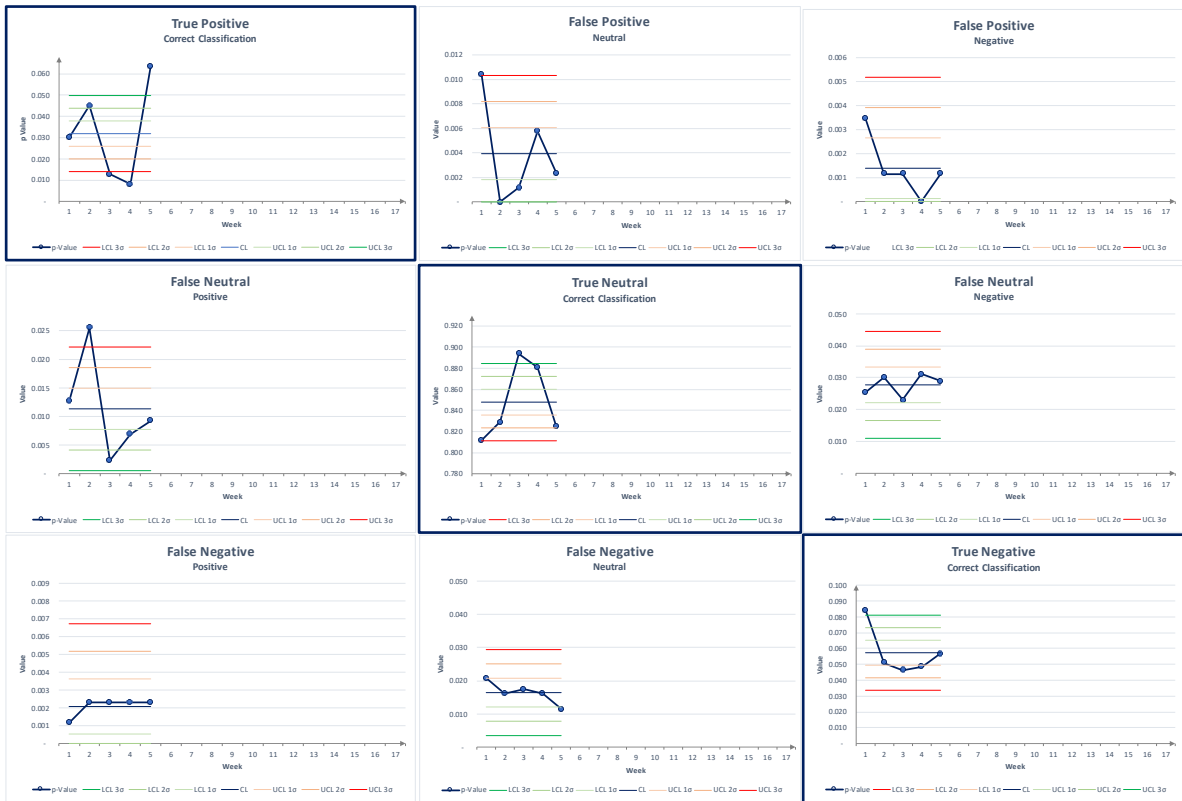 True Positive
Correct Classification
p Value
0.060
0.050
0.040
0.030
0.020
0.010
-
1 2 3 4 5 6 7 8 9 10 11 12 13 14 15 16 17
Week
p-Value LCL 3σ LCL 2σ LCL 1σ CL UCL 1σ UCL 2σ UCL 3σ
False Positive
Neutral
Value
0.012
0.010
0.008
0.006
0.004
0.002
-
1 2 3 4 5 6 7 8 9 10 11 12 13 14 15 16 17
Week
p-Value LCL 3σ LCL 2σ LCL 1σ CL UCL 1σ UCL 2σ UCL 3σ
False Positive
Negative
Value
0.006
0.005
0.004
0.003
0.002
0.001
-
1 2 3 4 5 6 7 8 9 10 11 12 13 14 15 16 17
Week
p-Value LCL 3σ LCL 2σ LCL 1σ CL UCL 1σ UCL 2σ UCL 3σ
False Neutral
Positive
Value
0.025
0.020
0.015
0.010
0.005
-
1 2 3 4 5 6 7 8 9 10 11 12 13 14 15 16 17
Week
p-Value LCL 3σ LCL 2σ LCL 1σ CL UCL 1σ UCL 2σ UCL 3σ
True Neutral
Correct Classification
Value
0.920
0.900
0.880
0.860
0.840
0.820
0.800
0.780
1 2 3 4 5 6 7 8 9 10 11 12 13 14 15 16 17
Week
p-Value LCL 3σ LCL 2σ LCL 1σ CL UCL 1σ UCL 2σ UCL 3σ
False Neutral
Negative
Value
0.050
0.040
0.030
0.020
0.010
-
1 2 3 4 5 6 7 8 9 10 11 12 13 14 15 16 17
Week
p-Value LCL 3σ LCL 2σ LCL 1σ CL UCL 1σ UCL 2σ UCL 3σ
False Negative
Positive
Value
0.009
0.008
0.007
0.006
0.005
0.004
0.003
0.002
0.001
-
1 2 3 4 5 6 7 8 9 10 11 12 13 14 15 16 17
Week
p-Value LCL 3σ LCL 2σ LCL 1σ CL UCL 1σ UCL 2σ UCL 3σ
False Negative
Neutral
Value
0.050
0.040
0.030
0.020
0.010
-
1 2 3 4 5 6 7 8 9 10 11 12 13 14 15 16 17
Week
p-Value LCL 3σ LCL 2σ LCL 1σ CL UCL 1σ UCL 2σ UCL 3σ
True Negative
Correct Classification
Value
0.100
0.090
0.080
0.070
0.060
0.050
0.040
0.030
0.020
0.010
-
1 2 3 4 5 6 7 8 9 10 11 12 13 14 15 16 17
Week
p-Value LCL 3σ LCL 2σ LCL 1σ CL UCL 1σ UCL 2σ UCL 3σ